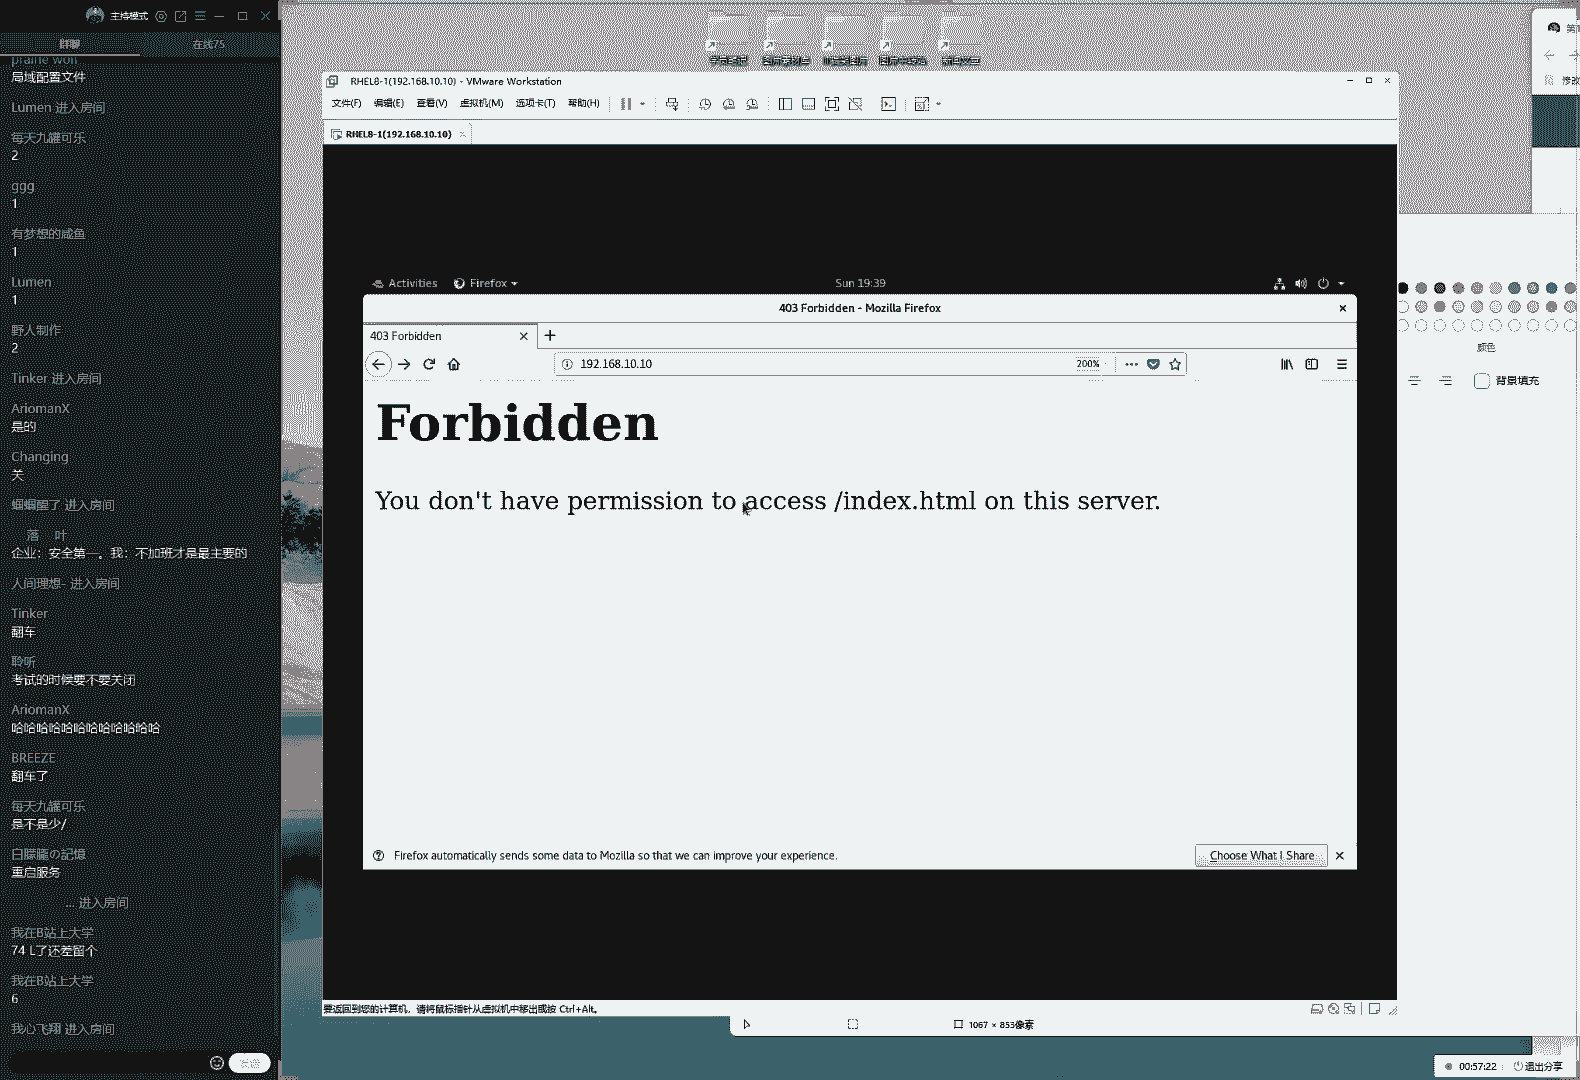 主持模式
群聊
在线75
prairie wolf
局域配置文件
Lumen 进入房间
每天九罐可乐
2
ggg
1
有梦想的咸鱼
1
Lumen
1
野人制作
2
Tinker 进入房间
AriomanX
是的
Changing
关
蝈蝈醒了 进入房间
落 叶
企业：安全第一。我：不加班才是最主要的
人间理想- 进入房间
Tinker
翻车
聆听
考试的时候要不要关闭
AriomanX
哈哈哈哈哈哈哈哈哈哈哈哈
BREEZE
翻车了
每天九罐可乐
是不是少/
白朦朧の記憶
重启服务
... 进入房间
我在B站上大学
74 L了还差留个
我在B站上大学
6
我心飞翔 进入房间
发送
RHEL8-1(192.168.10.10) - VMware Workstation
文件(F) 编辑(E) 查看(V) 虚拟机(M) 选项卡(T) 帮助(H)
RHEL8-1(192.168.10.10)
Activities Firefox Sun 19:39
403 Forbidden - Mozilla Firefox
403 Forbidden
192.168.10.10 200%
Forbidden
You don't have permission to access /index.html on this server.
Firefox automatically sends some data to Mozilla so that we can improve your experience.
Choose What I Share
要返回到您的计算机，请将鼠标指针从虚拟机中移出或按 Ctrl+Alt。
1067 × 853像素
修改
颜色
背景填充
00:57:22
退出分享